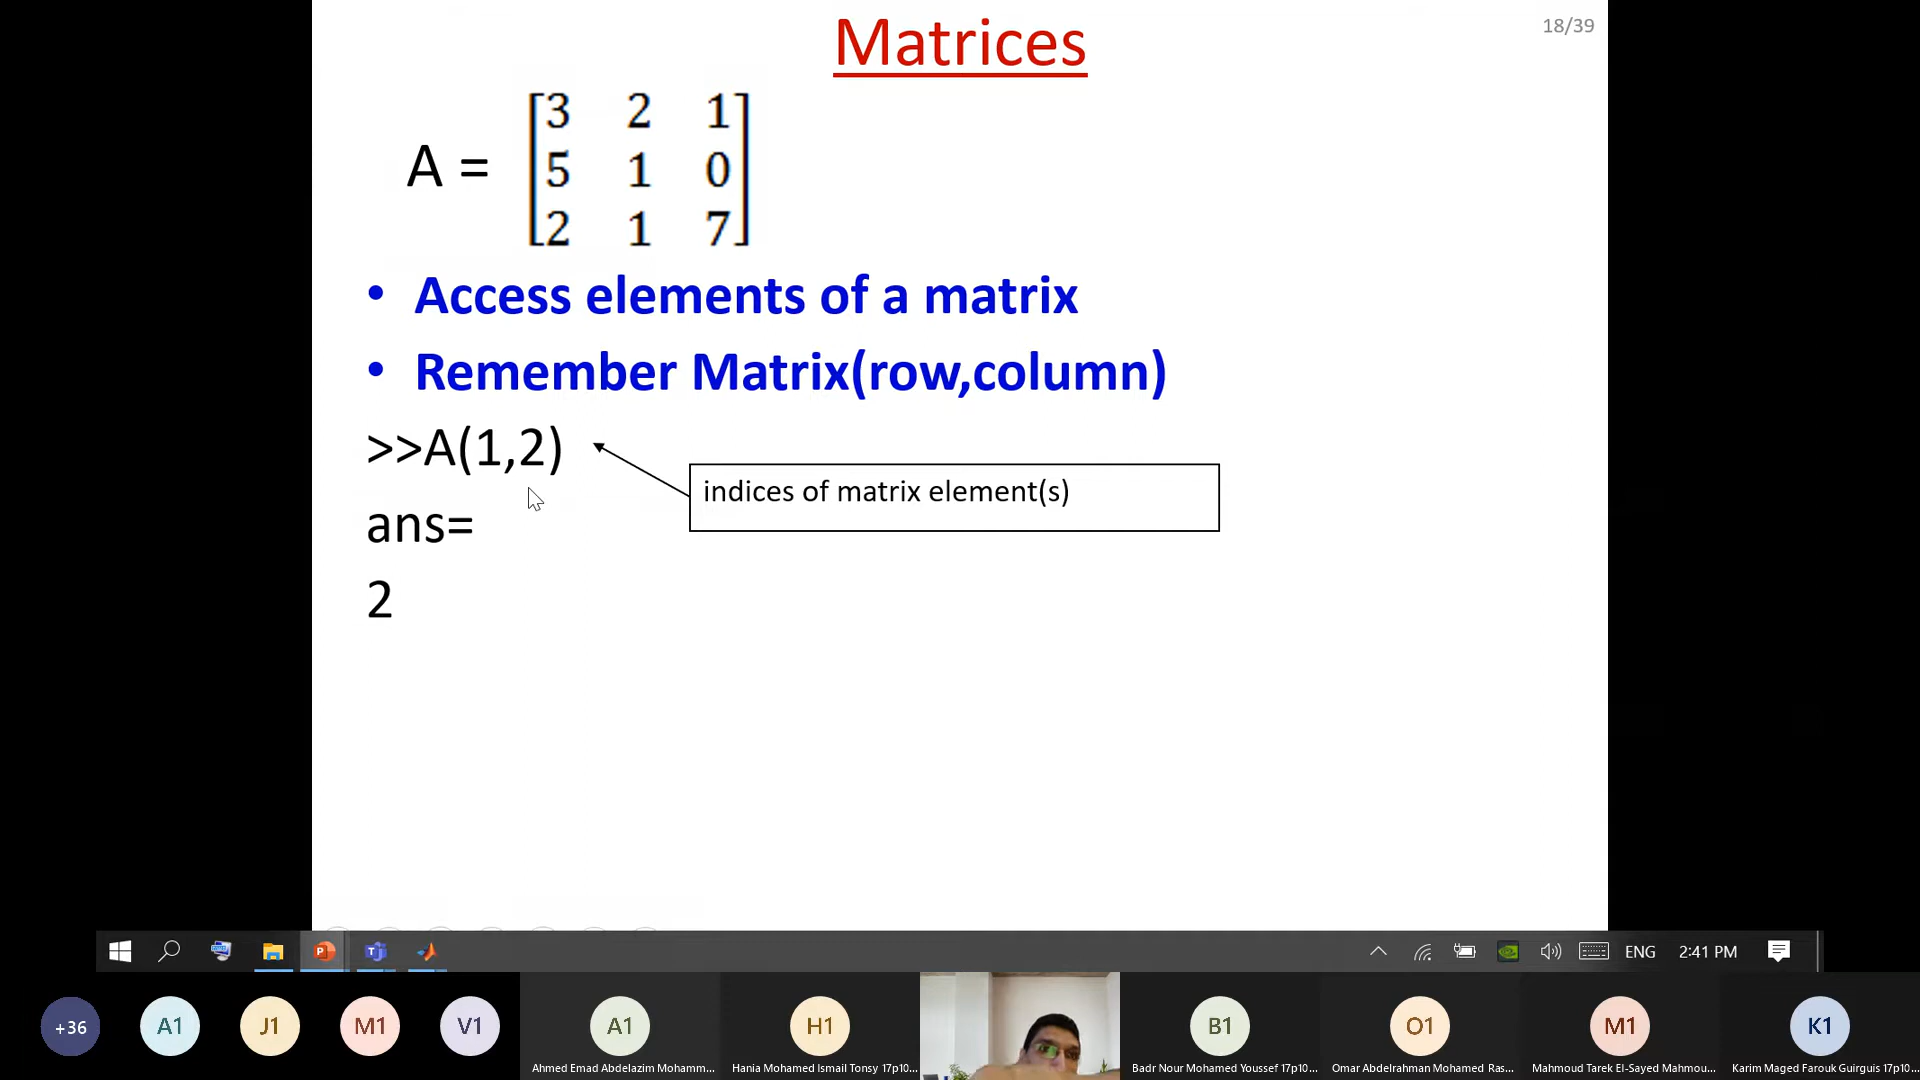 Matrices
18/39
A =
3 2 1
5 1 0
2 1 7
• Access elements of a matrix
• Remember Matrix(row,column)
>>A(1,2)
indices of matrix element(s)
ans=
2
ENG
2:41 PM
+36
A1
J1
M1
V1
A1
H1
B1
O1
M1
K1
Ahmed Emad Abdelazim Mohamm...
Hania Mohamed Ismail Tonsy 17p10...
Badr Nour Mohamed Youssef 17p10...
Omar Abdelrahman Mohamed Ras...
Mahmoud Tarek El-Sayed Mahmou...
Karim Maged Farouk Guirguis 17p10...